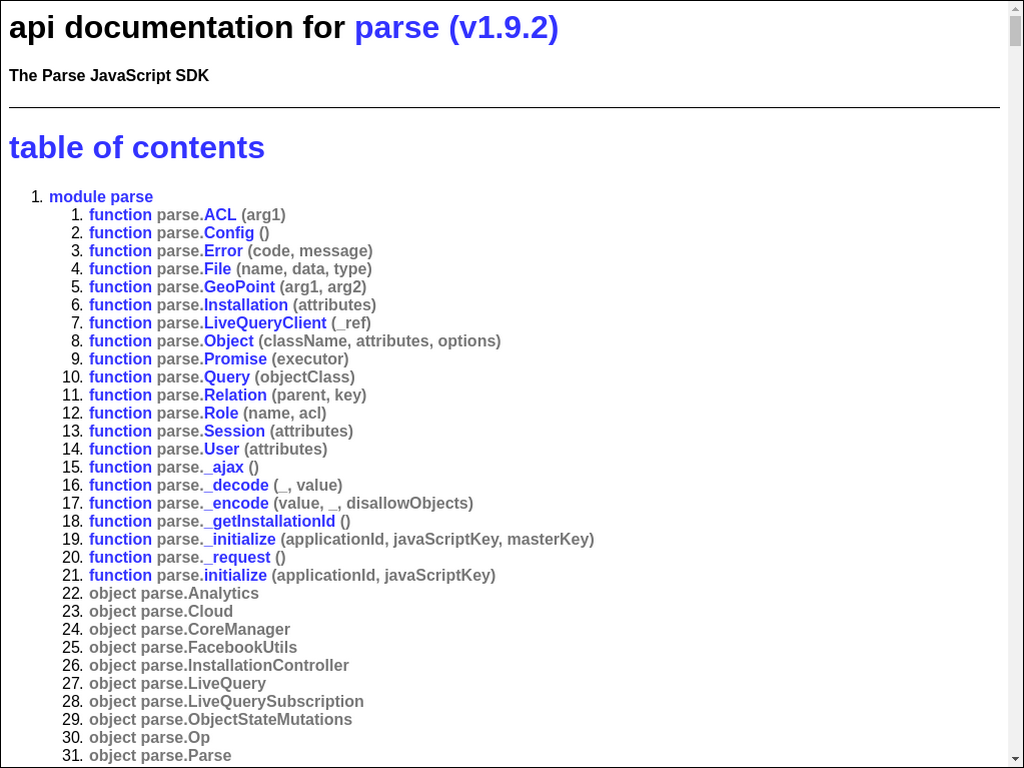 api documentation for parse (v1.9.2)
The Parse JavaScript SDK
table of contents
1. module parse
1. function parse.ACL (arg1)
2. function parse.Config ()
3. function parse.Error (code, message)
4. function parse.File (name, data, type)
5. function parse.GeoPoint (arg1, arg2)
6. function parse.Installation (attributes)
7. function parse.LiveQueryClient (_ref)
8. function parse.Object (className, attributes, options)
9. function parse.Promise (executor)
10. function parse.Query (objectClass)
11. function parse.Relation (parent, key)
12. function parse.Role (name, acl)
13. function parse.Session (attributes)
14. function parse.User (attributes)
15. function parse._ajax ()
16. function parse._decode (_, value)
17. function parse._encode (value, _, disallowObjects)
18. function parse._getInstallationId ()
19. function parse._initialize (applicationId, javaScriptKey, masterKey)
20. function parse._request ()
21. function parse.initialize (applicationId, javaScriptKey)
22. object parse.Analytics
23. object parse.Cloud
24. object parse.CoreManager
25. object parse.FacebookUtils
26. object parse.InstallationController
27. object parse.LiveQuery
28. object parse.LiveQuerySubscription
29. object parse.ObjectStateMutations
30. object parse.Op
31. object parse.Parse